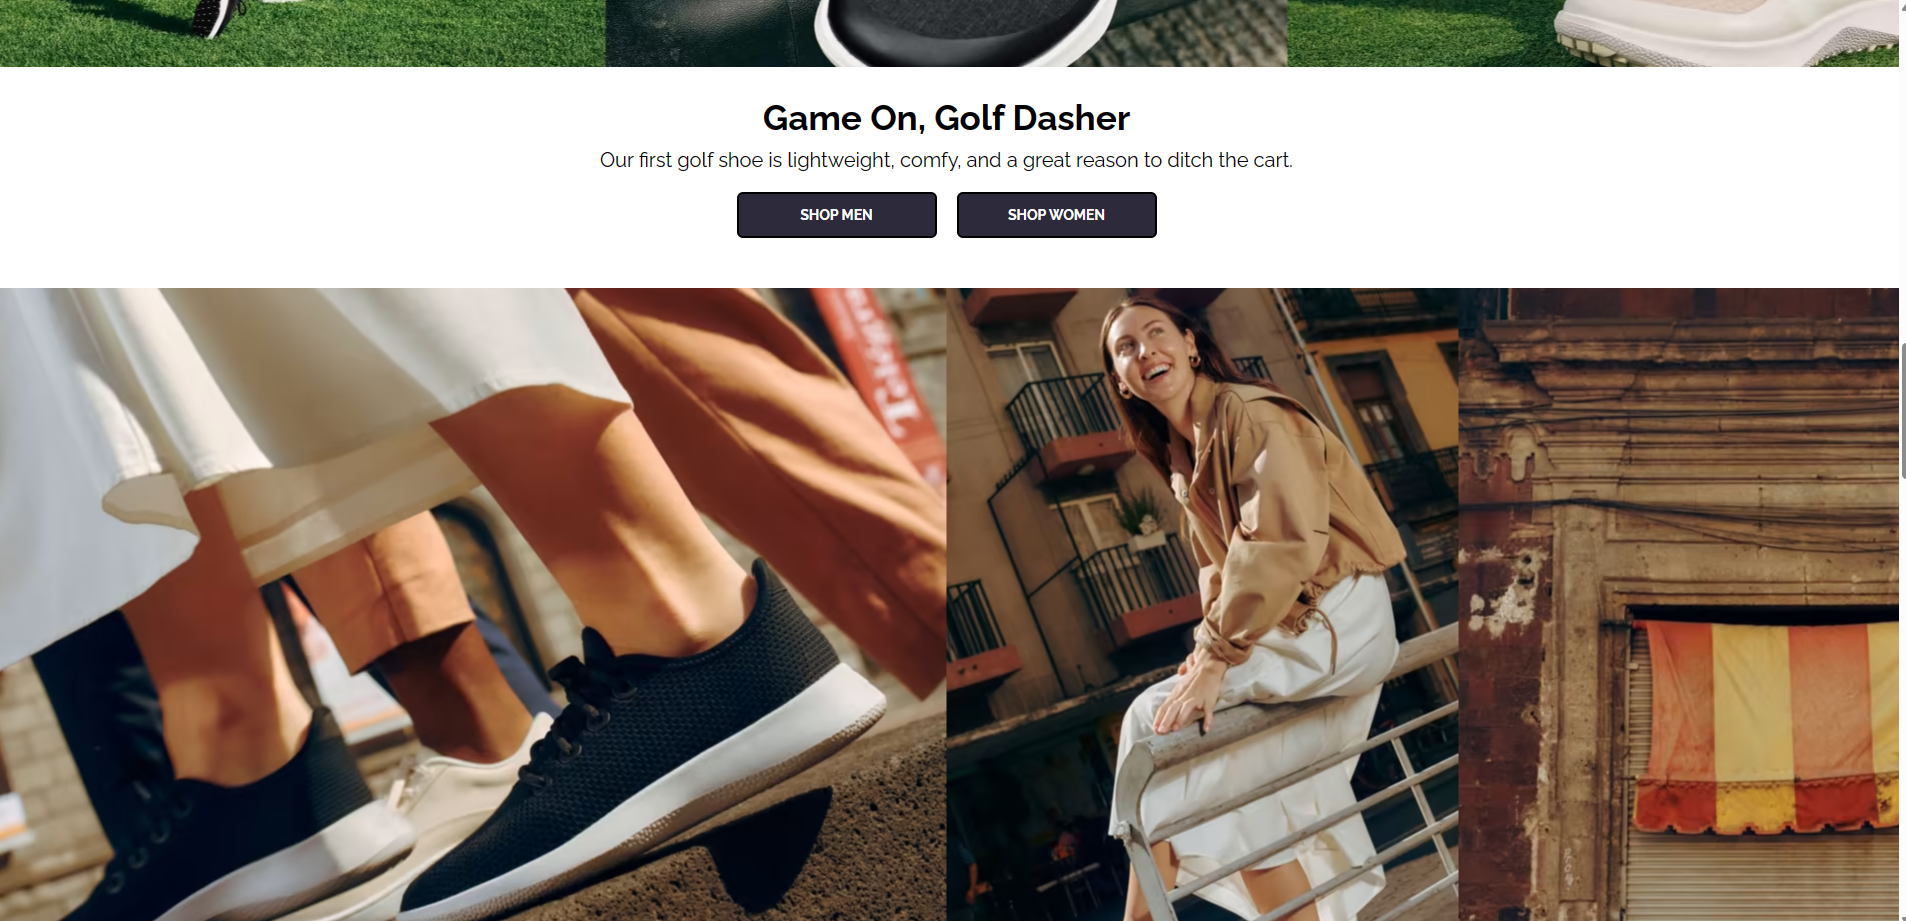 Game On, Golf Dasher
Our first golf shoe is lightweight, comfy, and a great reason to ditch the cart.
SHOP MEN
SHOP WOMEN